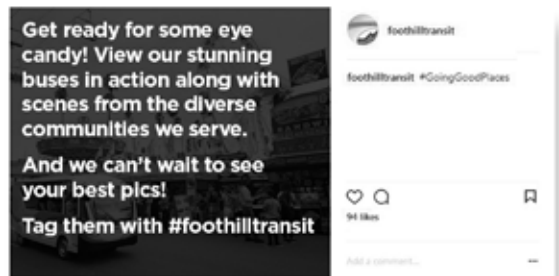 Get ready for some eye
candy! View our stunning
buses in action along with
scenes from the diverse
communities we serve.
And we can't wait to see
your best pics!
Tag them with #foothilltransit
foothilltransit
foothilltransit #GoingGoodPlaces
94 likes
Add a comment...